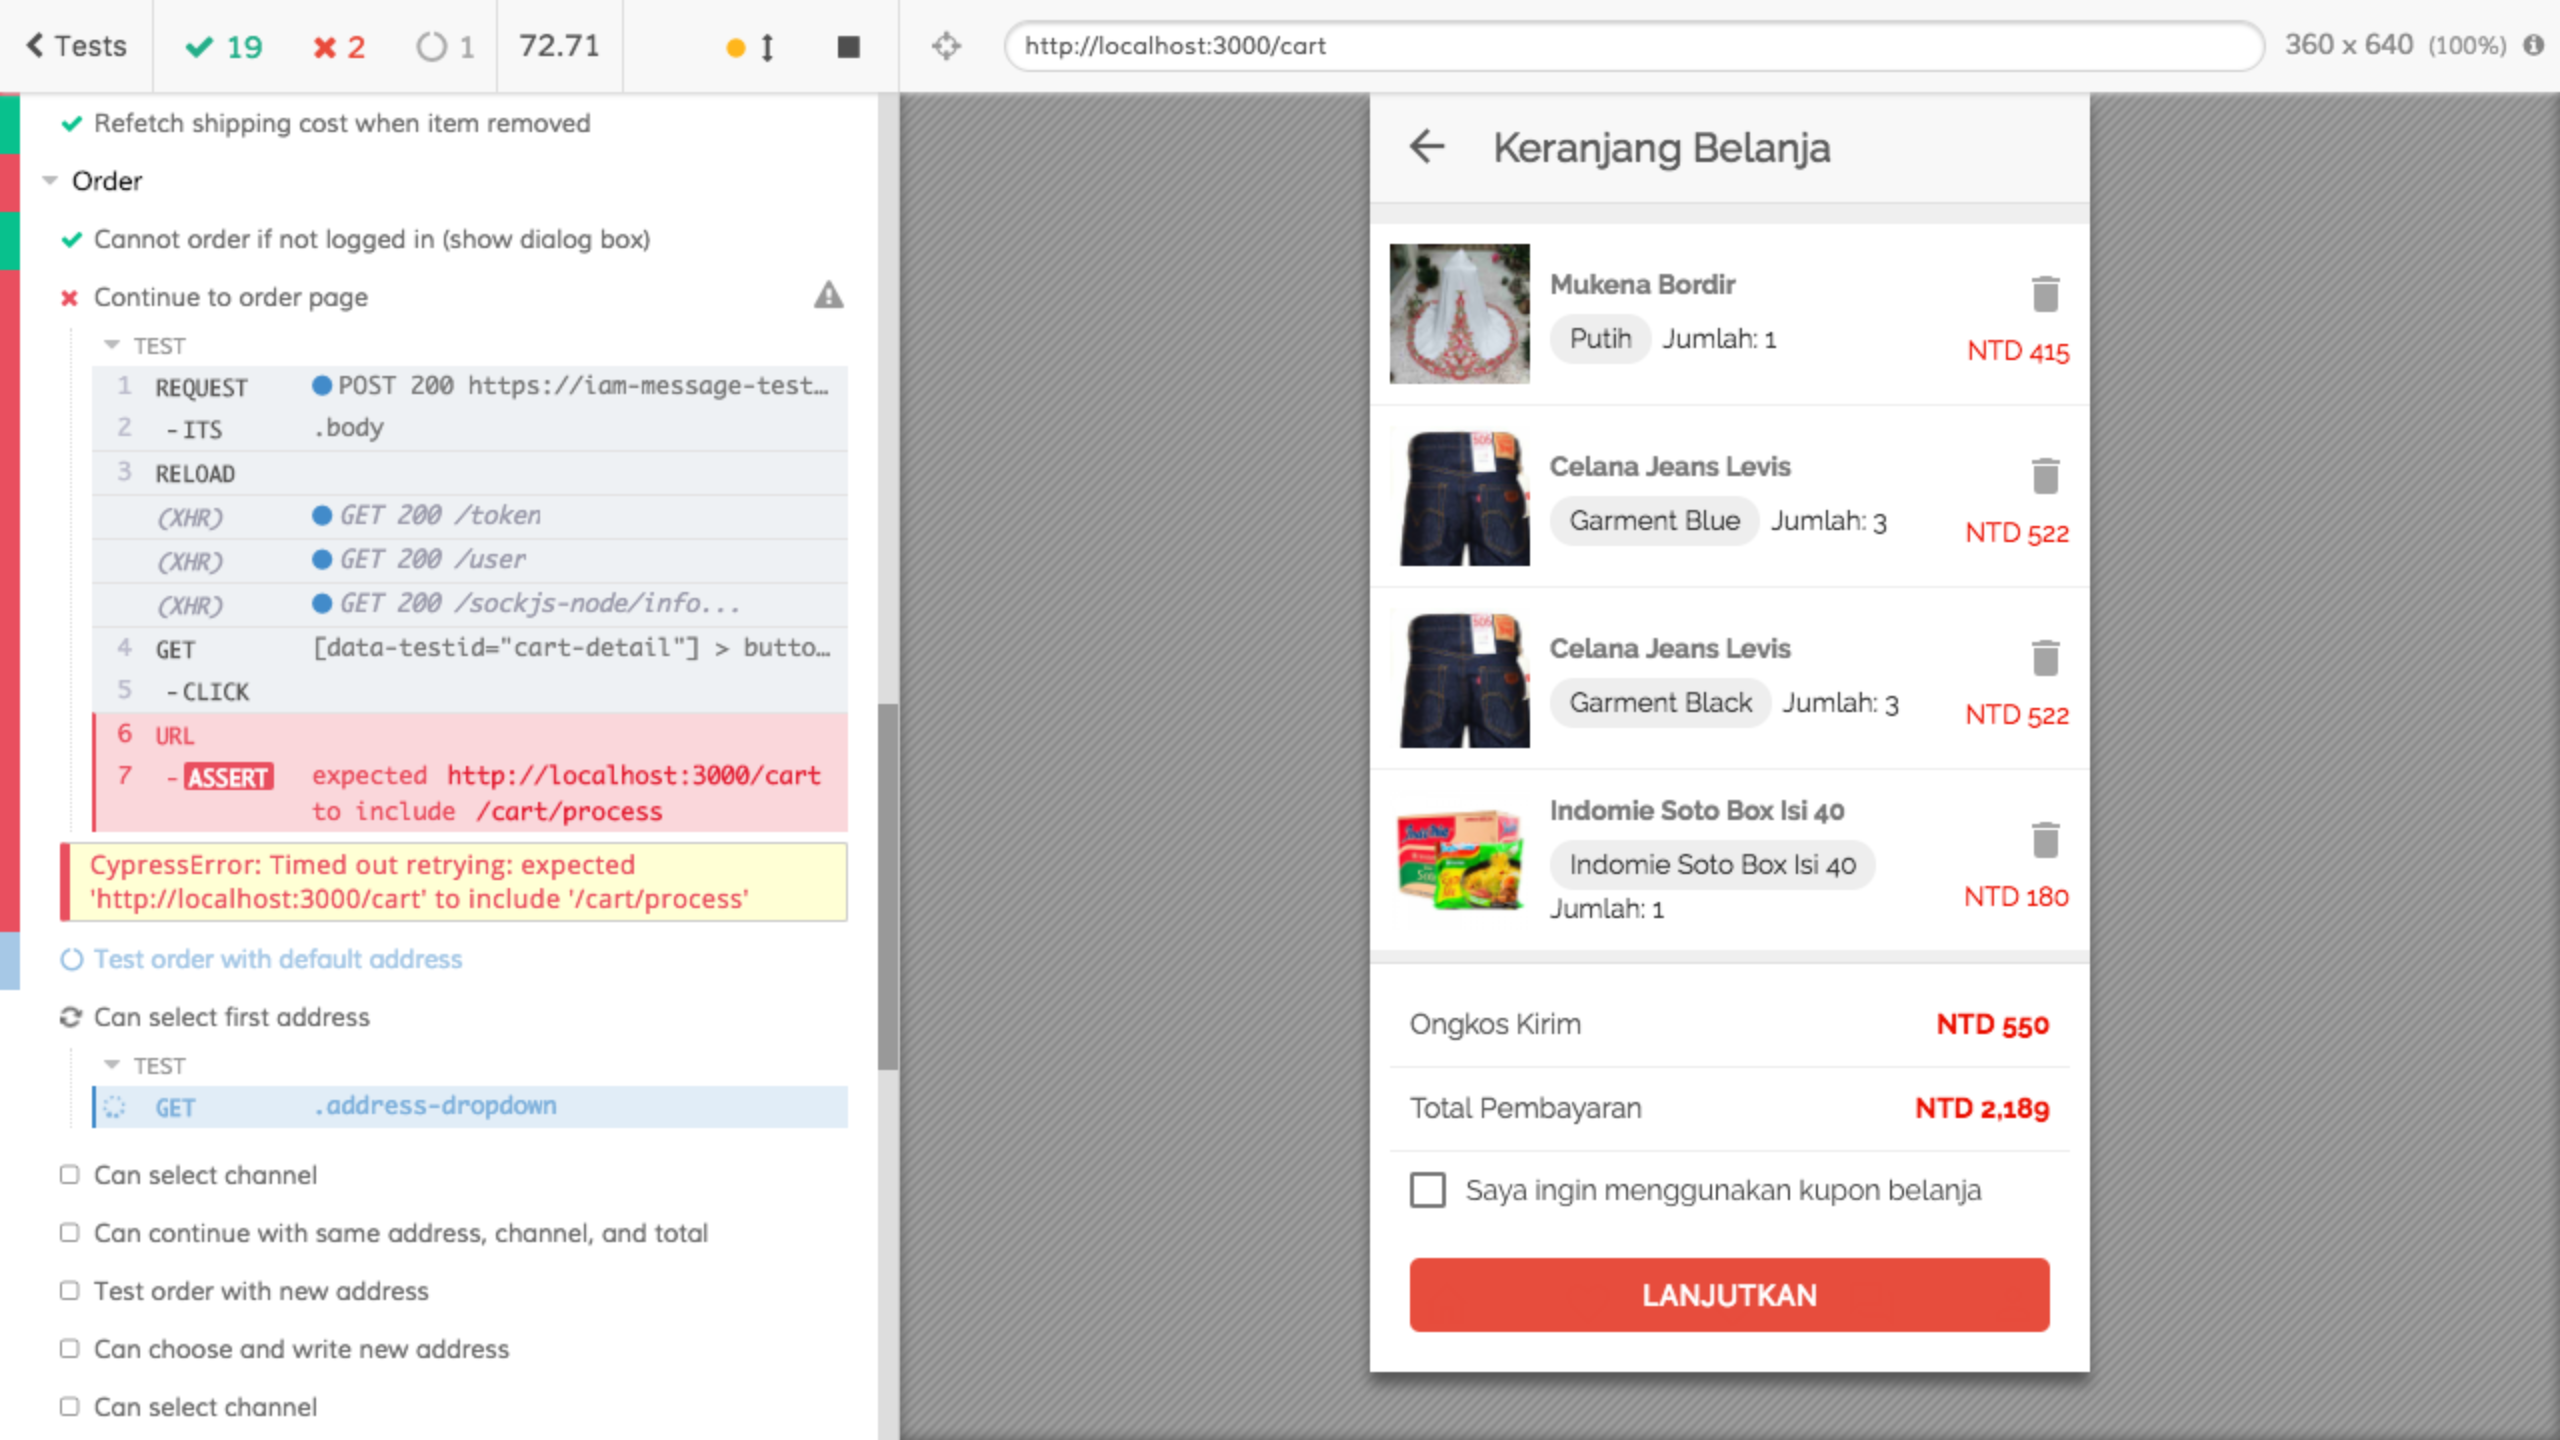 Tests
19
2
1
72.71
http://localhost:3000/cart
360 x 640 (100%)
Refetch shipping cost when item removed
Order
Cannot order if not logged in (show dialog box)
Continue to order page
TEST
1 REQUEST POST 200 https://iam-message-test...
2 -ITS .body
3 RELOAD
(XHR) GET 200 /token
(XHR) GET 200 /user
(XHR) GET 200 /sockjs-node/info...
4 GET [data-testid="cart-detail"] > butto...
5 -CLICK
6 URL
7 -ASSERT expected http://localhost:3000/cart
to include /cart/process
CypressError: Timed out retrying: expected
'http://localhost:3000/cart' to include '/cart/process'
Test order with default address
Can select first address
TEST
GET .address-dropdown
Can select channel
Can continue with same address, channel, and total
Test order with new address
Can choose and write new address
Can select channel
Keranjang Belanja
Mukena Bordir
Putih Jumlah: 1
NTD 415
Celana Jeans Levis
Garment Blue Jumlah: 3
NTD 522
Celana Jeans Levis
Garment Black Jumlah: 3
NTD 522
Indomie Soto Box Isi 40
Indomie Soto Box Isi 40
Jumlah: 1
NTD 180
Ongkos Kirim NTD 550
Total Pembayaran NTD 2,189
Saya ingin menggunakan kupon belanja
LANJUTKAN